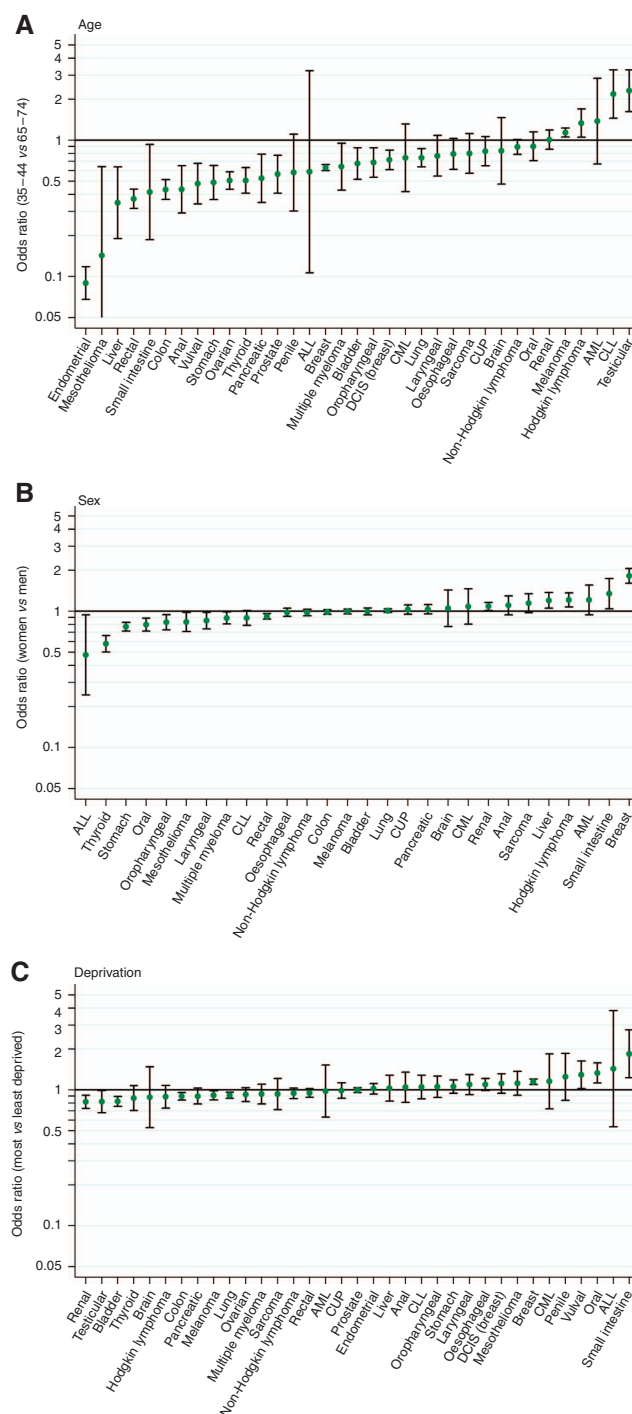 A
Age
5
4
3
2
1
0.5
0.1
0.05
Odds ratio (35–44 vs 65–74)
Endometrial
Mesothelioma
Liver
Rectal
Small intestine
Colon
Anal
Vulval
Stomach
Ovarian
Thyroid
Pancreatic
Prostate
Penile
ALL
Breast
Multiple myeloma
Bladder
Oropharyngeal
DCIS (breast)
CML
Lung
Laryngeal
Oesophageal
Sarcoma
CUP
Brain
Non-Hodgkin lymphoma
Oral
Renal
Melanoma
Hodgkin lymphoma
AML
CLL
Testicular
B
Sex
5
4
3
2
1
0.5
0.1
0.05
Odds ratio (women vs men)
ALL
Thyroid
Stomach
Oral
Oropharyngeal
Mesothelioma
Laryngeal
Multiple myeloma
CLL
Rectal
Oesophageal
Non-Hodgkin lymphoma
Colon
Melanoma
Bladder
Lung
CUP
Pancreatic
Brain
CML
Renal
Anal
Sarcoma
Liver
Hodgkin lymphoma
AML
Small intestine
Breast
C
Deprivation
5
4
3
2
1
0.5
0.1
0.05
Odds ratio (most vs least deprived)
Renal
Testicular
Bladder
Thyroid
Brain
Hodgkin lymphoma
Colon
Pancreatic
Melanoma
Lung
Ovarian
Multiple myeloma
Sarcoma
Non-Hodgkin lymphoma
Rectal
AML
CUP
Prostate
Endometrial
Liver
Anal
CLL
Oropharyngeal
Stomach
Laryngeal
Oesophageal
DCIS (breast)
Mesothelioma
Breast
CML
Penile
Vulval
Oral
ALL
Small intestine